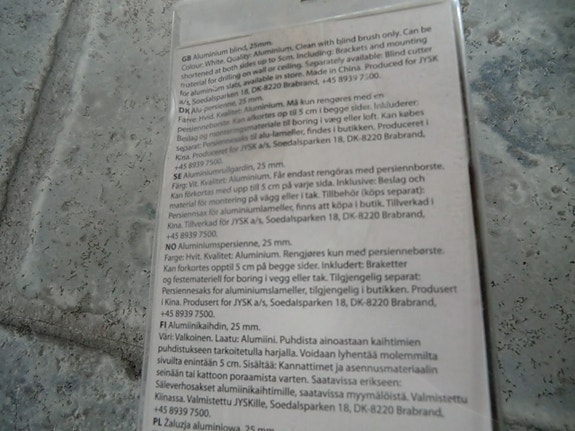 GB Aluminium blind, 25mm.
Colour: White. Quality: Aluminium. Clean with blind brush only. Can be
shortened at both sides up to 5cm. Including: Brackets and mounting
material for drilling on wall or ceiling. Separately available: Blind cutter
for aluminium slats, available in store. Made in China. Produced for JYSK
a/s, Soedalsparken 18, DK-8220 Brabrand, +45 8939 7500.
DK Alu persienne, 25 mm.
Farve: Hvid. Kvalitet: Aluminium. Må kun rengøres med en
persiennebørste. Kan afkortes op til 5 cm i begge sider. Inkluderer:
Beslag og monteringsmateriale til boring i væg eller loft. Kan købes
separat: Persiennesaks til alu-lameller, findes i butikken. Produceret i
Kina. Produceret for JYSK a/s, Soedalsparken 18, DK-8220 Brabrand,
+45 8939 7500.
SE Aluminiumrullgardin, 25 mm.
Färg: Vit. Kvalitet: Aluminium. Får endast rengöras med persiennborste.
Kan förkortas med upp till 5 cm på varje sida. Inklusive: Beslag och
material för montering på vägg eller i tak. Tillbehör (köps separat):
Persiennsax för aluminiumlameller, finns att köpa i butik. Tillverkad i
Kina. Tillverkad för JYSK a/s, Soedalsparken 18, DK-8220 Brabrand,
+45 8939 7500.
NO Aluminiumspersienne, 25 mm.
Farge: Hvit. Kvalitet: Aluminium. Rengjøres kun med persiennebørste.
Kan forkortes opptil 5 cm på begge sider. Inkludert: Braketter
og festemateriell for boring i vegg eller tak. Tilgjengelig separat:
Persiennesaks for aluminiumslameller, tilgjengelig i butikken. Produsert
i Kina. Produsert for JYSK a/s, Soedalsparken 18, DK-8220 Brabrand,
+45 8939 7500.
FI Alumiinikaihdin, 25 mm.
Väri: Valkoinen. Laatu: Alumiini. Puhdista ainoastaan kaihtimien
puhdistukseen tarkoitetulla harjalla. Voidaan lyhentää molemmilta
sivuilta enintään 5 cm. Sisältää: Kannattimet ja asennusmateriaalin
seinään tai kattoon poraamista varten. Saatavissa erikseen:
Säleverhosakset alumiinikaihtimille, saatavissa myymälöistä. Valmistettu
Kiinassa. Valmistettu JYSKille, Soedalsparken 18, DK-8220 Brabrand,
+45 8939 7500.
PL Żaluzja aluminiowa, 25 mm.